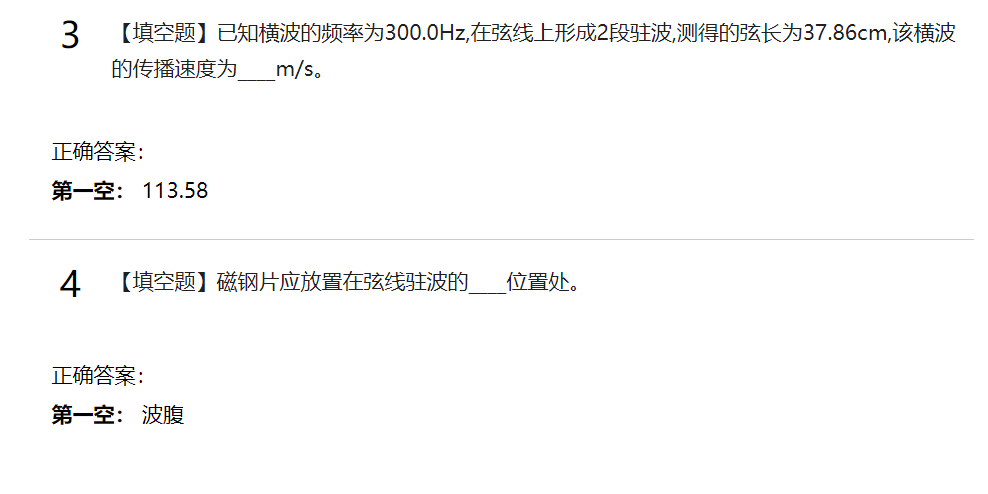 3 【填空题】已知横波的频率为300.0Hz,在弦线上形成2段驻波,测得的弦长为37.86cm,该横波
的传播速度为____m/s。
正确答案：
第一空： 113.58
4 【填空题】磁钢片应放置在弦线驻波的____位置处。
正确答案：
第一空： 波腹